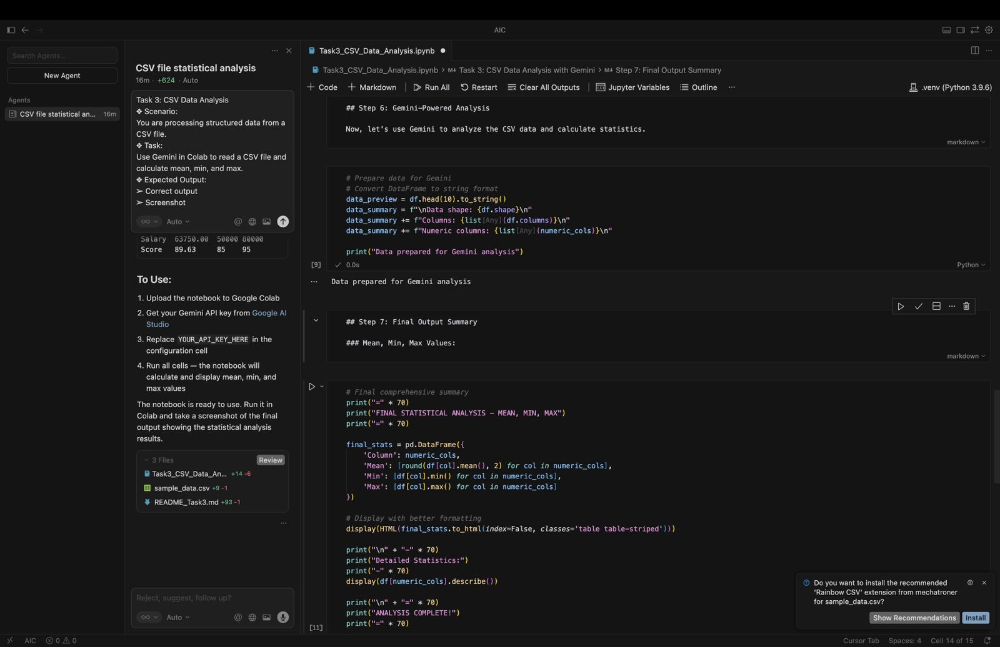 AIC
Search Agents...
New Agent
Agents
CSV file statistical an... 16m
CSV file statistical analysis
16m · +624 · Auto
Task 3: CSV Data Analysis
❖ Scenario:
You are processing structured data from a
CSV file.
❖ Task:
Use Gemini in Colab to read a CSV file and
calculate mean, min, and max.
❖ Expected Output:
➢ Correct output
➢ Screenshot
∞ Auto @
Salary 63750.00 50000 80000
Score 89.63 85 95
To Use:
1. Upload the notebook to Google Colab
2. Get your Gemini API key from Google AI
Studio
3. Replace YOUR_API_KEY_HERE in the
configuration cell
4. Run all cells — the notebook will
calculate and display mean, min, and
max values
The notebook is ready to use. Run it in
Colab and take a screenshot of the final
output showing the statistical analysis
results.
3 Files Review
Task3_CSV_Data_An... +14 -6
sample_data.csv +9 -1
README_Task3.md +93 -1
Reject, suggest, follow up?
∞ Auto @
Task3_CSV_Data_Analysis.ipynb
Task3_CSV_Data_Analysis.ipynb > M↓ Task 3: CSV Data Analysis with Gemini > M↓ Step 7: Final Output Summary
+ Code + Markdown Run All Restart Clear All Outputs Jupyter Variables Outline ... .venv (Python 3.9.6)
## Step 6: Gemini-Powered Analysis
Now, let's use Gemini to analyze the CSV data and calculate statistics.
markdown
# Prepare data for Gemini
# Convert DataFrame to string format
data_preview = df.head(10).to_string()
data_summary = f"\nData shape: {df.shape}\n"
data_summary += f"Columns: {list[Any](df.columns)}\n"
data_summary += f"Numeric columns: {list[Any](numeric_cols)}\n"
print("Data prepared for Gemini analysis")
[9] ✓ 0.0s Python
... Data prepared for Gemini analysis
## Step 7: Final Output Summary
### Mean, Min, Max Values:
markdown
# Final comprehensive summary
print("=" * 70)
print("FINAL STATISTICAL ANALYSIS - MEAN, MIN, MAX")
print("=" * 70)
final_stats = pd.DataFrame({
'Column': numeric_cols,
'Mean': [round(df[col].mean(), 2) for col in numeric_cols],
'Min': [df[col].min() for col in numeric_cols],
'Max': [df[col].max() for col in numeric_cols]
})
# Display with better formatting
display(HTML(final_stats.to_html(index=False, classes='table table-striped')))
print("\n" + "-" * 70)
print("Detailed Statistics:")
print("-" * 70)
display(df[numeric_cols].describe())
print("\n" + "=" * 70)
print("ANALYSIS COMPLETE!")
print("=" * 70)
[11]
Do you want to install the recommended
'Rainbow CSV' extension from mechatroner
for sample_data.csv?
Show Recommendations Install
AIC 0 0 Cursor Tab Spaces: 4 Cell 14 of 15